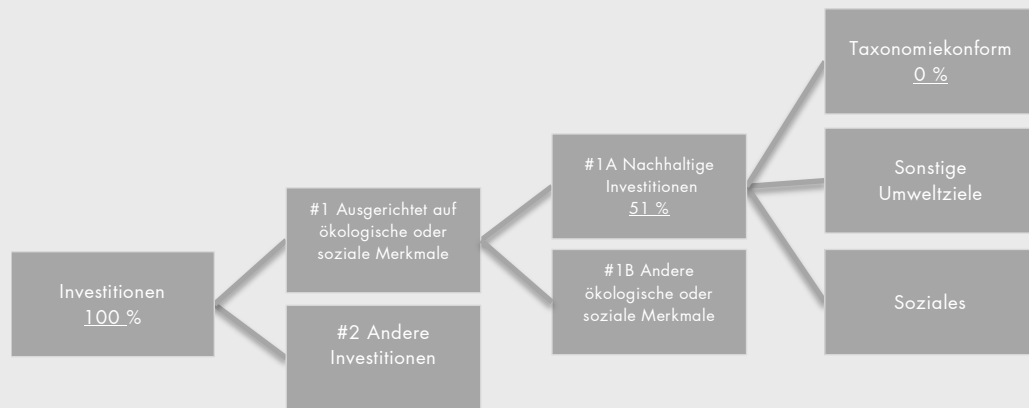 Investitionen
100 %
#1 Ausgerichtet auf
ökologische oder
soziale Merkmale
#2 Andere
Investitionen
#1A Nachhaltige
Investitionen
51 %
#1B Andere
ökologische oder
soziale Merkmale
Taxonomiekonform
0 %
Sonstige
Umweltziele
Soziales